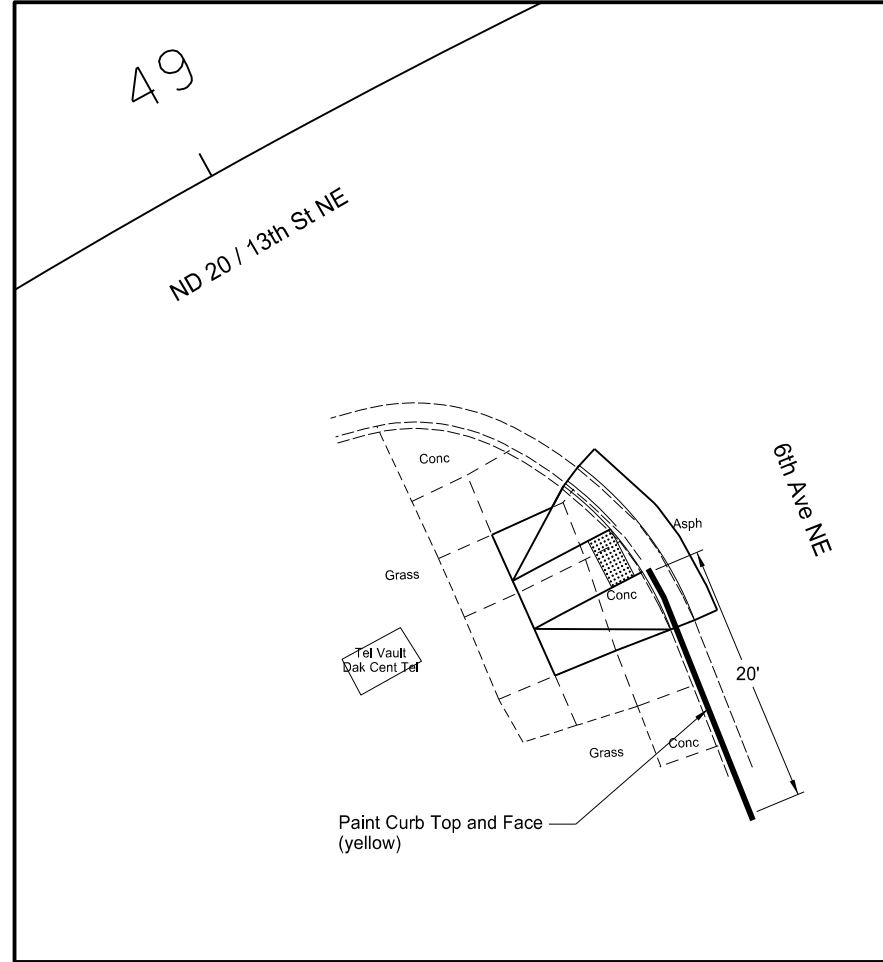 49
ND 20 / 13th St NE
Conc
6th Ave NE
Asph
Grass
Conc
Tel Vault
Dak Cent Tel
20'
Grass
Conc
Paint Curb Top and Face
(yellow)